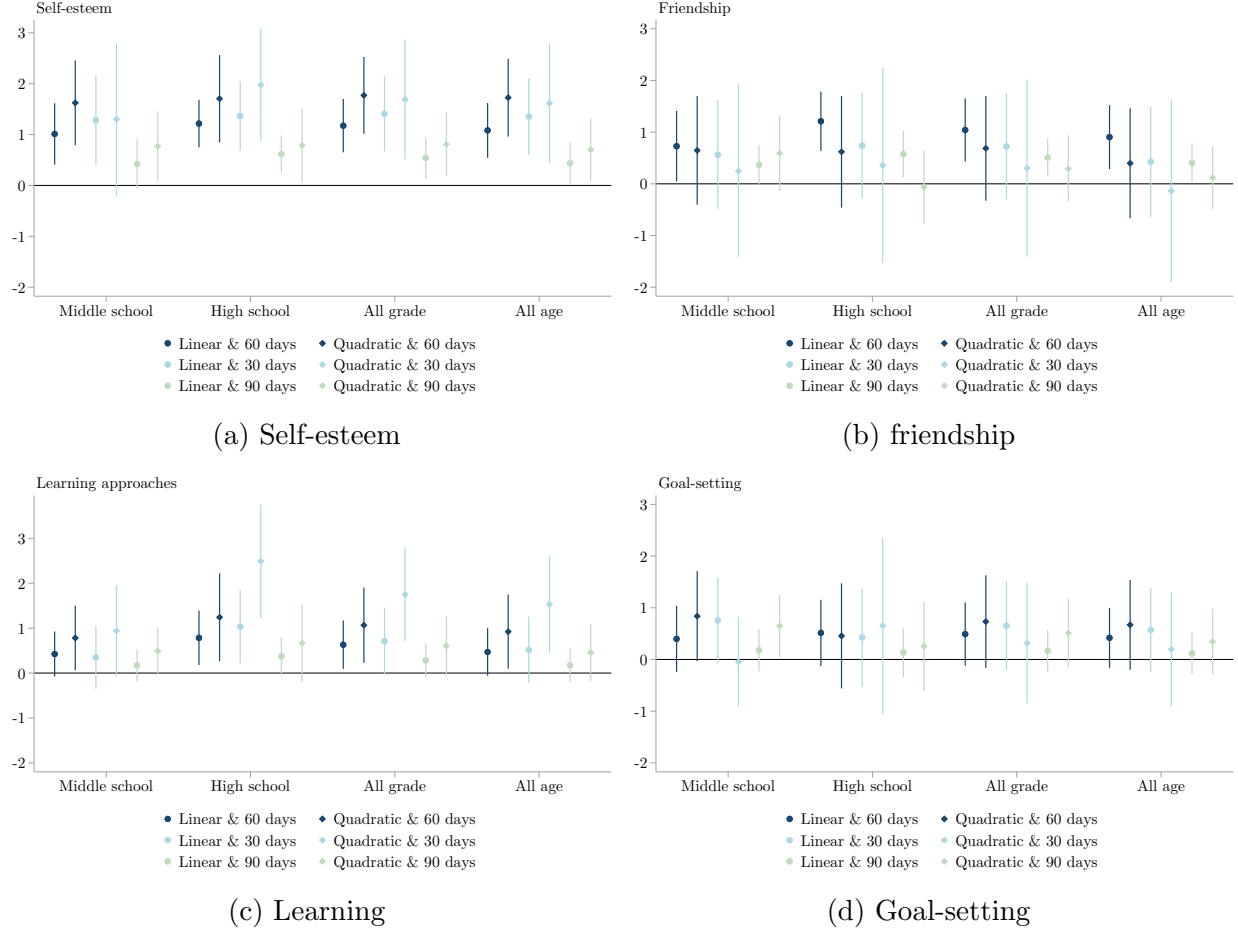 Self-esteem
3
2
1
0
-1
-2
Middle school High school All grade All age
Linear & 60 days Quadratic & 60 days
Linear & 30 days Quadratic & 30 days
Linear & 90 days Quadratic & 90 days
(a) Self-esteem
Friendship
3
2
1
0
-1
-2
Middle school High school All grade All age
Linear & 60 days Quadratic & 60 days
Linear & 30 days Quadratic & 30 days
Linear & 90 days Quadratic & 90 days
(b) friendship
Learning approaches
3
2
1
0
-1
-2
Middle school High school All grade All age
Linear & 60 days Quadratic & 60 days
Linear & 30 days Quadratic & 30 days
Linear & 90 days Quadratic & 90 days
(c) Learning
Goal-setting
3
2
1
0
-1
-2
Middle school High school All grade All age
Linear & 60 days Quadratic & 60 days
Linear & 30 days Quadratic & 30 days
Linear & 90 days Quadratic & 90 days
(d) Goal-setting